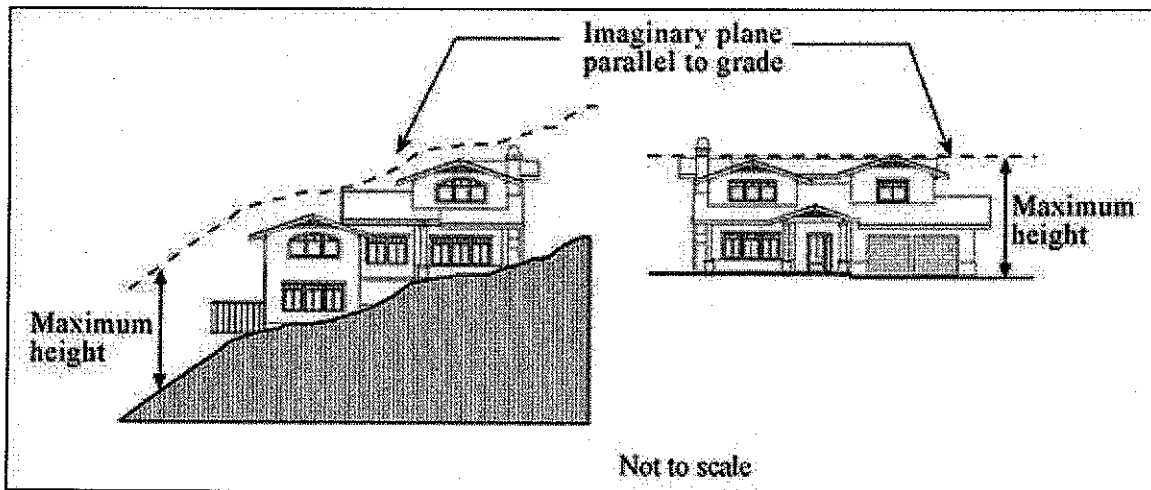 Imaginary plane
parallel to grade
Maximum
height
Maximum
height
Not to scale